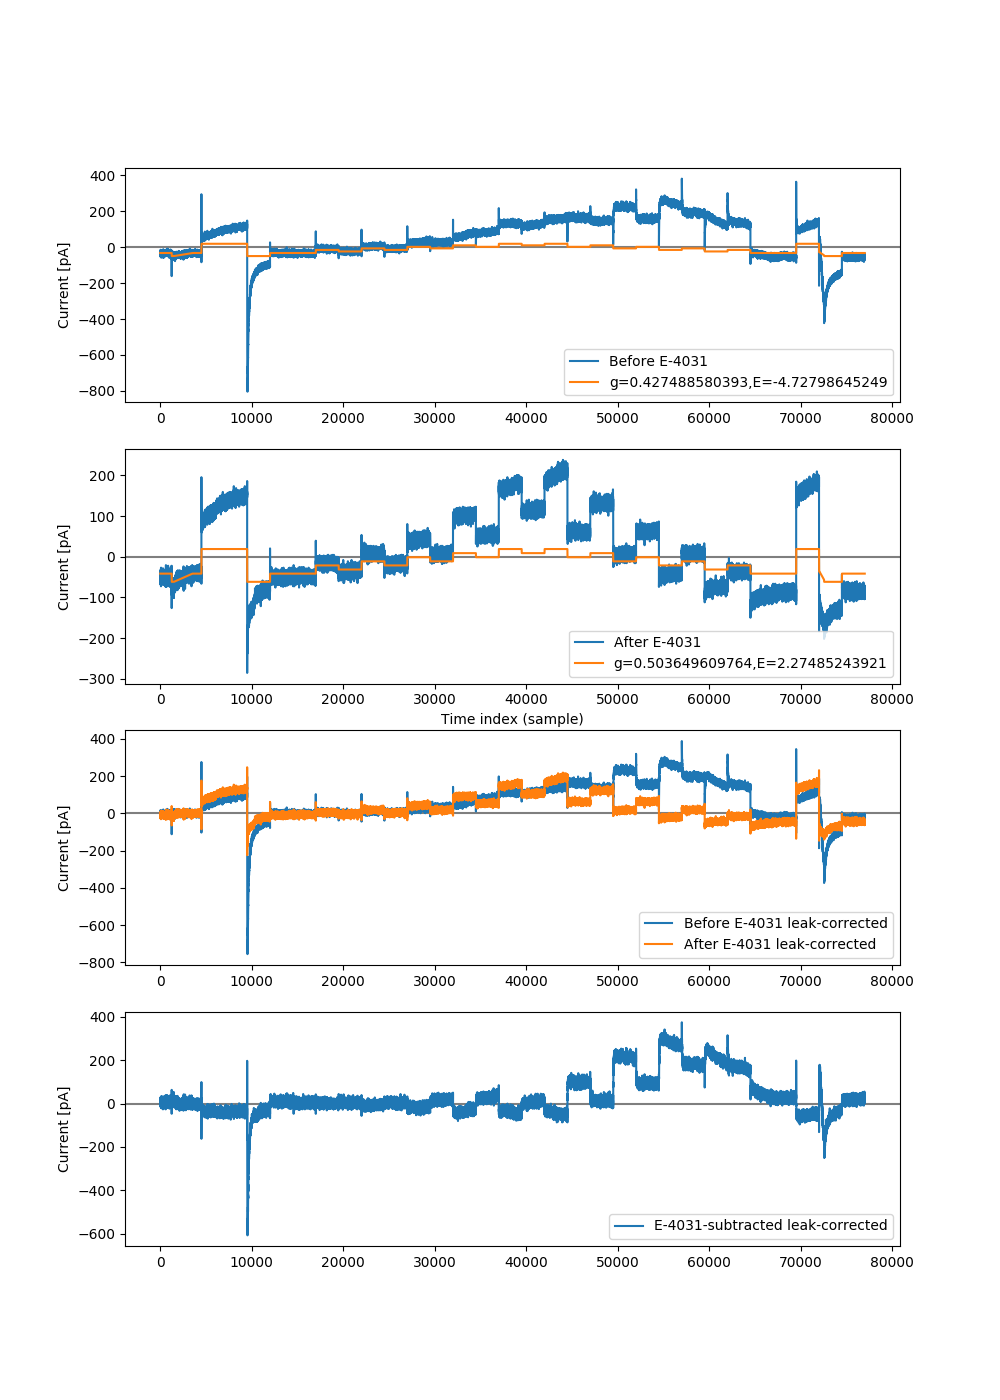 400
200
0
−200
−400
−600
−800
Current [pA]
Before E-4031
g=0.427488580393,E=-4.72798645249
0 10000 20000 30000 40000 50000 60000 70000 80000
200
100
0
−100
−200
−300
Current [pA]
After E-4031
g=0.503649609764,E=2.27485243921
0 10000 20000 30000 40000 50000 60000 70000 80000
Time index (sample)
400
200
0
−200
−400
−600
−800
Current [pA]
Before E-4031 leak-corrected
After E-4031 leak-corrected
0 10000 20000 30000 40000 50000 60000 70000 80000
400
200
0
−200
−400
−600
Current [pA]
E-4031-subtracted leak-corrected
0 10000 20000 30000 40000 50000 60000 70000 80000